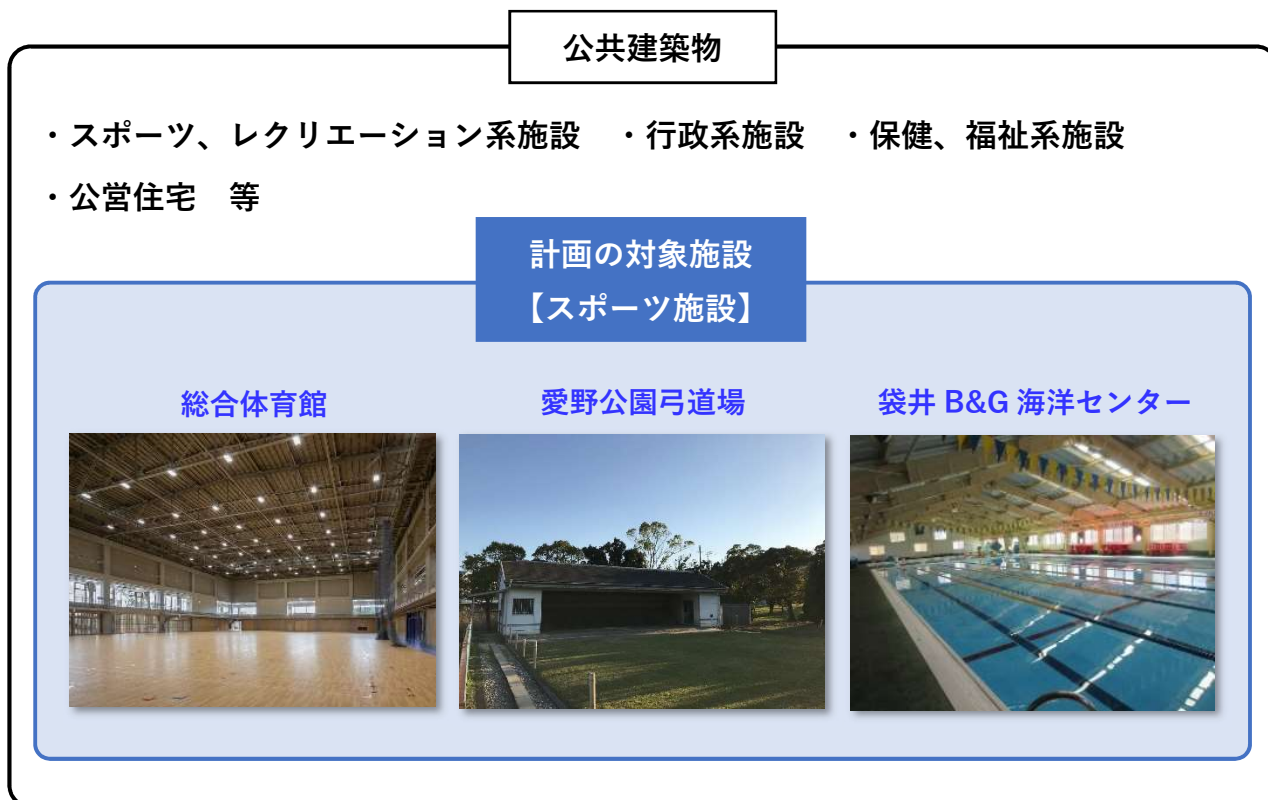 公共建築物
・スポーツ、レクリエーション系施設　・行政系施設　・保健、福祉系施設
・公営住宅　等
計画の対象施設
【スポーツ施設】
総合体育館　愛野公園弓道場　袋井 B&G 海洋センター